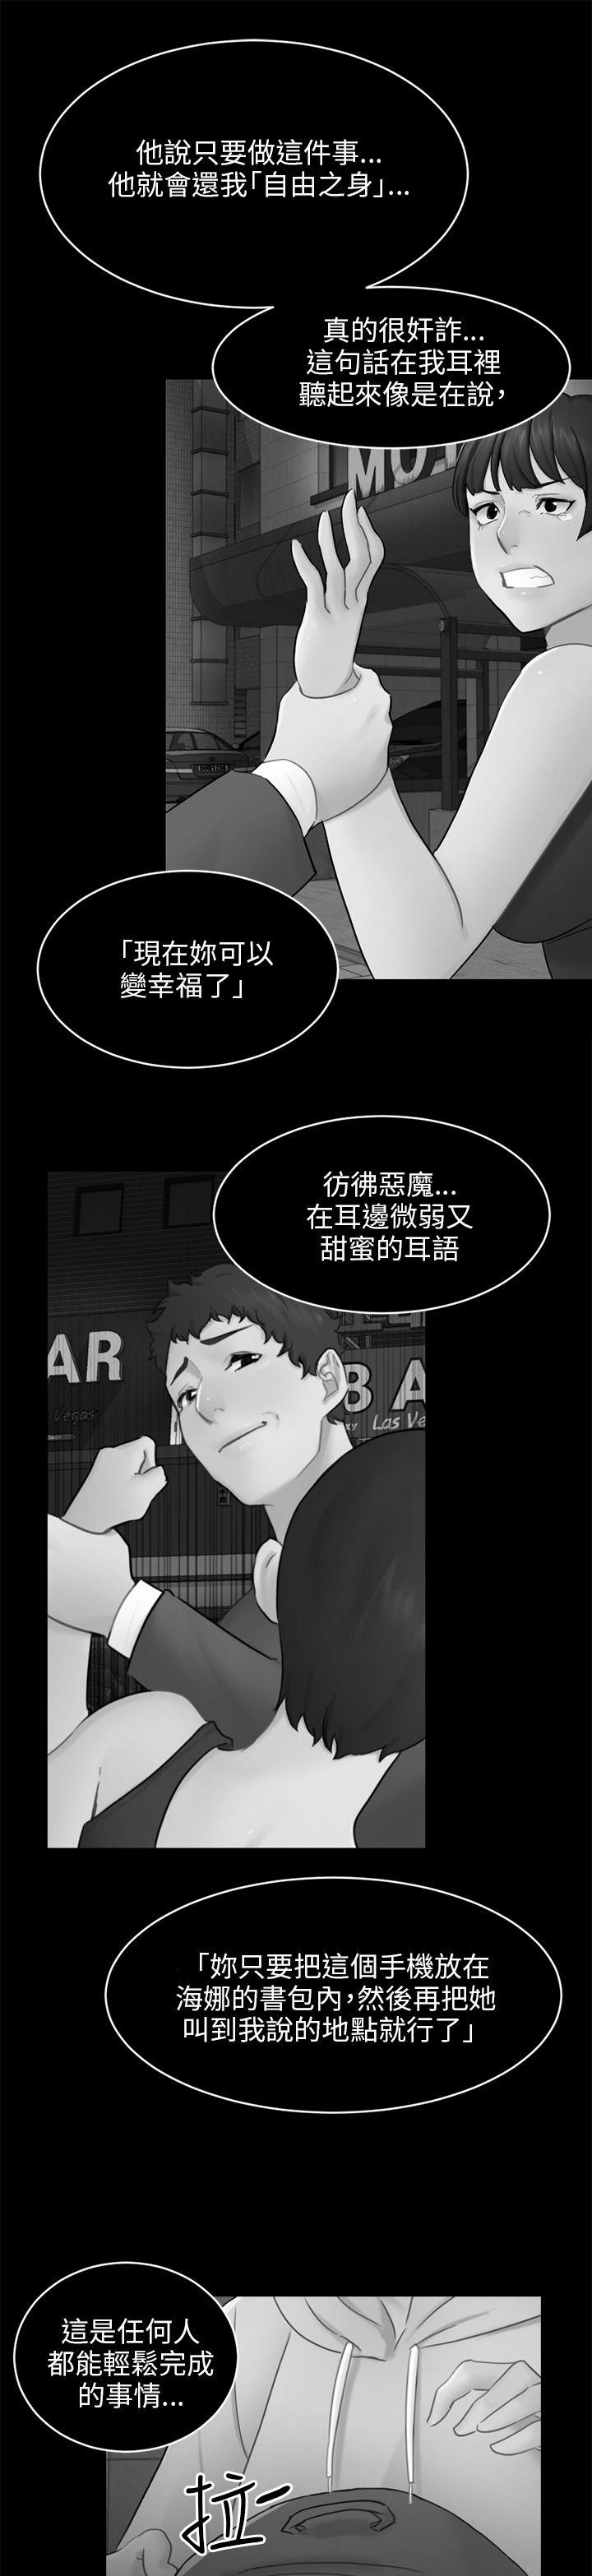 他說只要做這件事...
他就會還我「自由之身」...
真的很奸詐...
這句話在我耳裡
聽起來像是在說，
MOT
「現在妳可以
變幸福了」
彷彿惡魔...
在耳邊微弱又
甜蜜的耳語
AR
Vegas
BA
Las Ve
「妳只要把這個手機放在
海娜的書包內，然後再把她
叫到我說的地點就行了」
這是任何人
都能輕鬆完成
的事情...
拉一